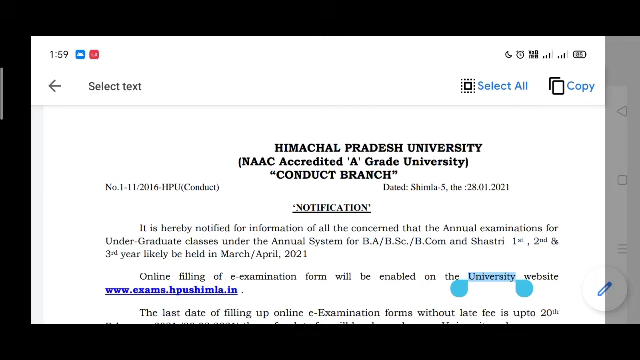 1:59
Select text
Select All
Copy
HIMACHAL PRADESH UNIVERSITY
(NAAC Accredited 'A' Grade University)
"CONDUCT BRANCH"
No.1-11/2016-HPU(Conduct) Dated: Shimla-5, the :28.01.2021
'NOTIFICATION'
It is hereby notified for information of all the concerned that the Annual examinations for
Under-Graduate classes under the Annual System for B.A/B.Sc./B.Com and Shastri 1st , 2nd &
3rd year likely be held in March/April, 2021
Online filling of e-examination form will be enabled on the University website
www.exams.hpushimla.in .
The last date of filling up online e-Examination forms without late fee is upto 20th